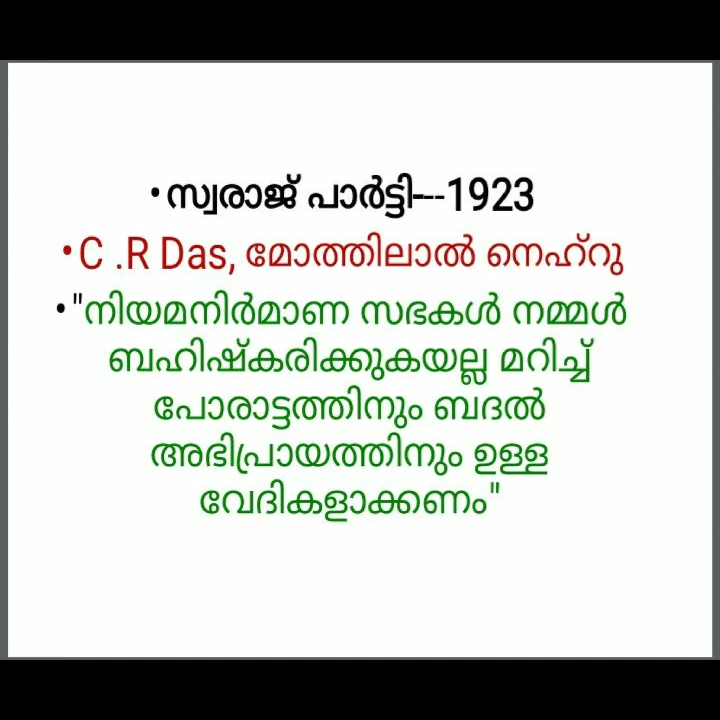 •സ്വരാജ് പാർട്ടി---1923
•C .R Das, മോത്തിലാൽ നെഹ്റു
•"നിയമനിർമാണ സഭകൾ നമ്മൾ
ബഹിഷ്കരിക്കുകയല്ല മറിച്ച്
പോരാട്ടത്തിനും ബദൽ
അഭിപ്രായത്തിനും ഉള്ള
വേദികളാക്കണം"